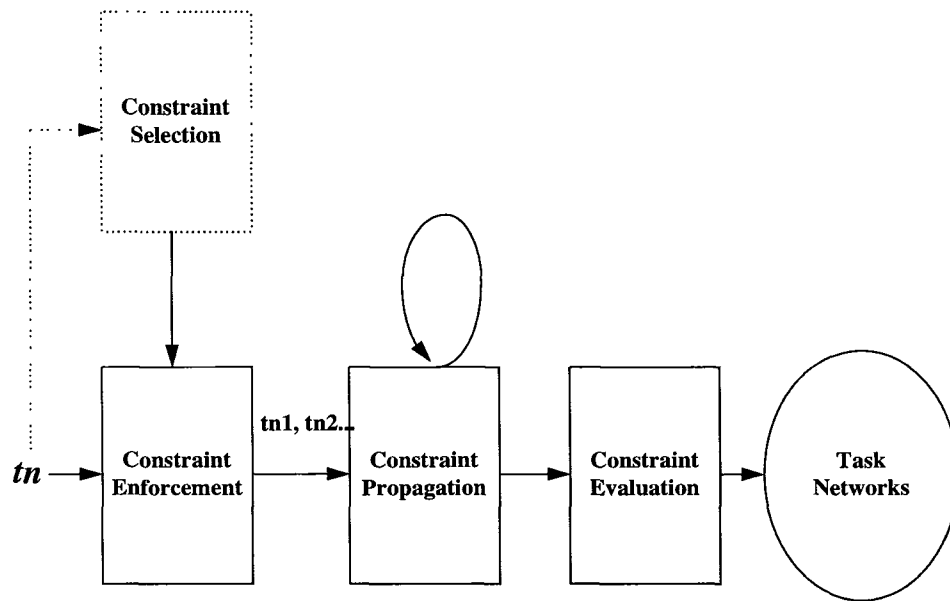 Constraint
Selection
tn1, tn2...
tn
Constraint
Enforcement
Constraint
Propagation
Constraint
Evaluation
Task
Networks